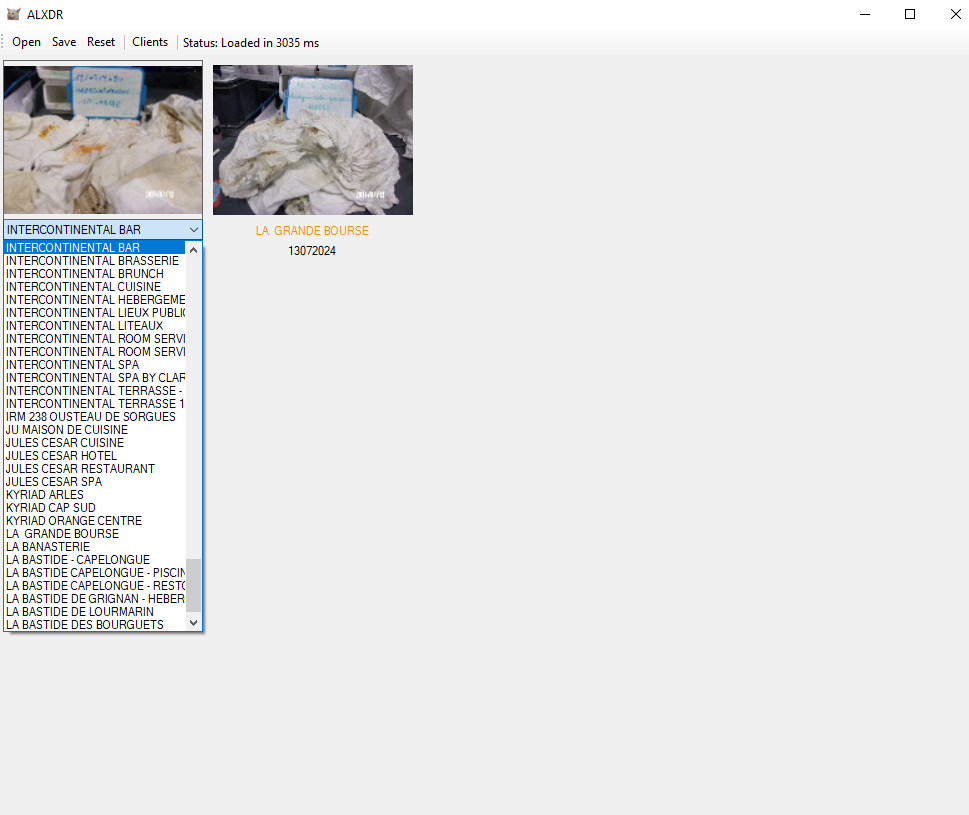 ALXDR
Open Save Reset Clients Status: Loaded in 3035 ms
INTERCONTINENTAL BAR
LA  GRANDE BOURSE
13072024
INTERCONTINENTAL BAR
INTERCONTINENTAL BRASSERIE
INTERCONTINENTAL BRUNCH
INTERCONTINENTAL CUISINE
INTERCONTINENTAL HEBERGEME
INTERCONTINENTAL LIEUX PUBLIC
INTERCONTINENTAL LITEAUX
INTERCONTINENTAL ROOM SERVI
INTERCONTINENTAL ROOM SERVI
INTERCONTINENTAL SPA
INTERCONTINENTAL SPA BY CLAR
INTERCONTINENTAL TERRASSE -
INTERCONTINENTAL TERRASSE 1
IRM 238 OUSTEAU DE SORGUES
JU MAISON DE CUISINE
JULES CESAR CUISINE
JULES CESAR HOTEL
JULES CESAR RESTAURANT
JULES CESAR SPA
KYRIAD ARLES
KYRIAD CAP SUD
KYRIAD ORANGE CENTRE
LA  GRANDE BOURSE
LA BANASTERIE
LA BASTIDE - CAPELONGUE
LA BASTIDE CAPELONGUE - PISCIN
LA BASTIDE CAPELONGUE - RESTO
LA BASTIDE DE GRIGNAN - HEBER
LA BASTIDE DE LOURMARIN
LA BASTIDE DES BOURGUETS